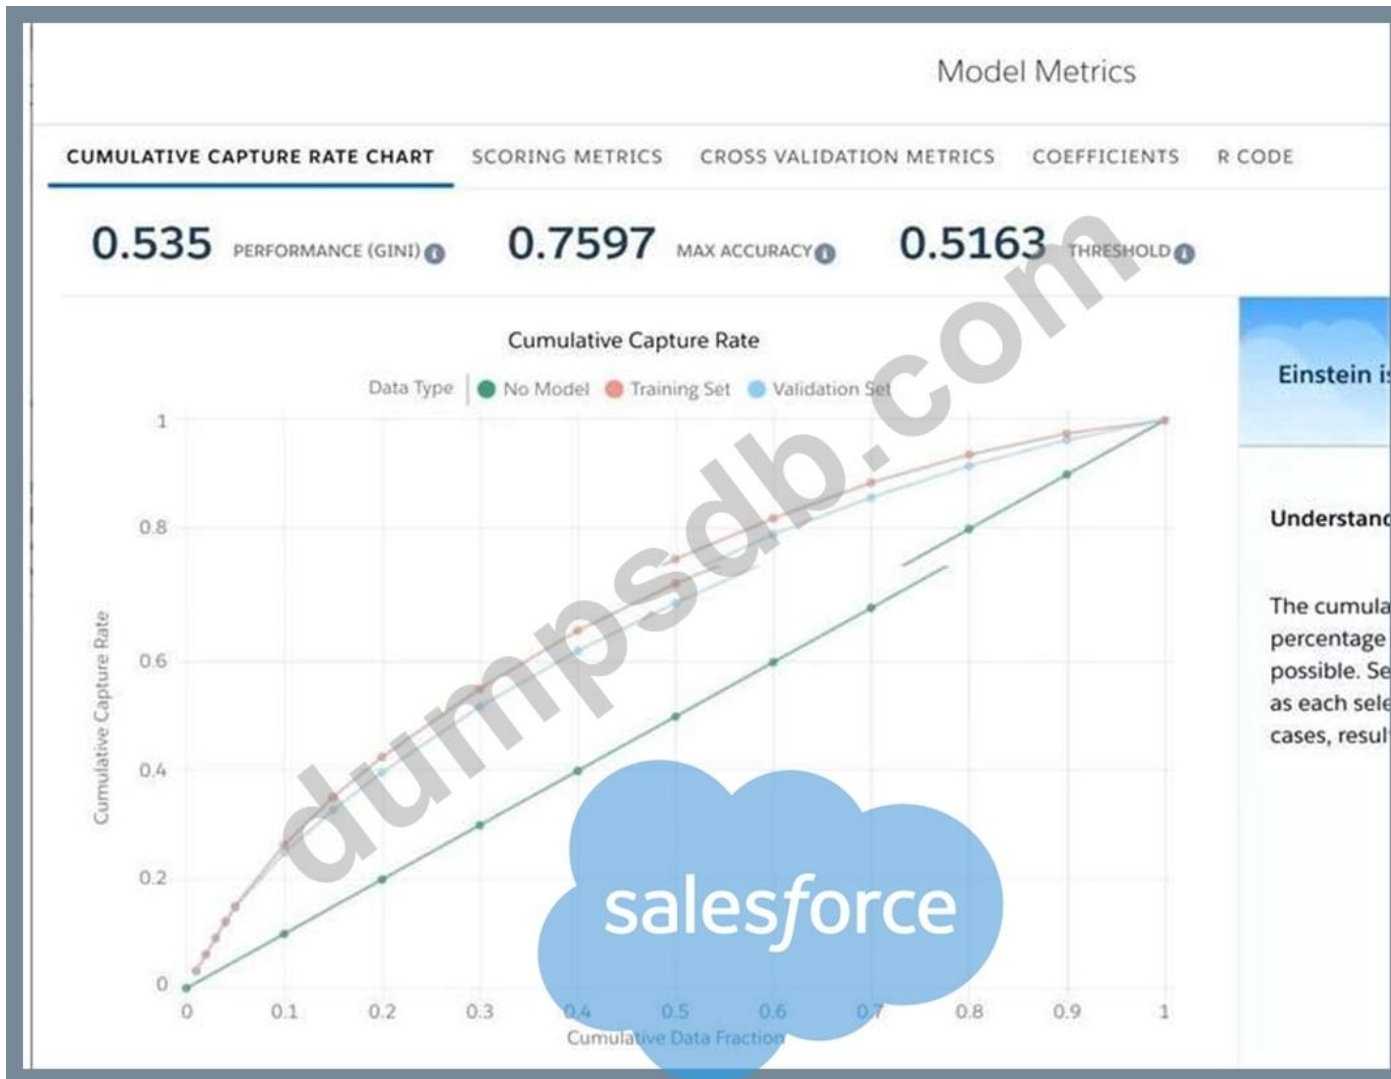 Model Metrics
CUMULATIVE CAPTURE RATE CHART SCORING METRICS CROSS VALIDATION METRICS COEFFICIENTS R CODE
0.535 PERFORMANCE (GINI) 0.7597 MAX ACCURACY 0.5163 THRESHOLD
Cumulative Capture Rate
Data Type No Model Training Set Validation Set
Einstein is
Understand
The cumula
percentage
possible. Se
as each sele
cases, resul
Cumulative Capture Rate
1
0.8
0.6
0.4
0.2
0
0 0.1 0.2 0.3 0.4 0.5 0.6 0.7 0.8 0.9 1
Cumulative Data Fraction
salesforce
dumpsdb.com